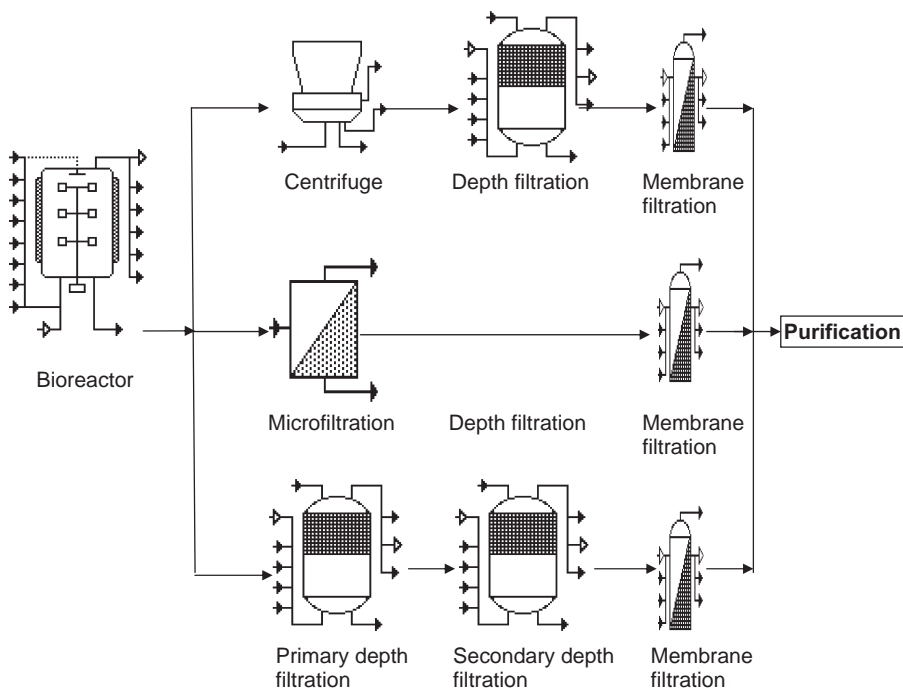 Centrifuge
Depth filtration
Membrane
filtration
Bioreactor
Purification
Microfiltration
Depth filtration
Membrane
filtration
Primary depth
filtration
Secondary depth
filtration
Membrane
filtration